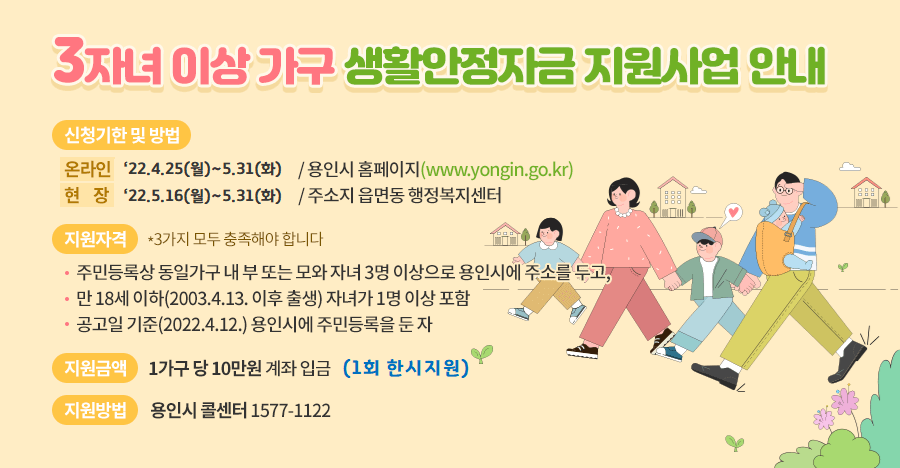 3자녀 이상 가구 생활안정자금 지원사업 안내
신청기한 및 방법
온라인 '22.4.25(월)~5.31(화) / 용인시 홈페이지(www.yongin.go.kr)
현 장 '22.5.16(월)~5.31(화) / 주소지 읍면동 행정복지센터
지원자격 *3가지 모두 충족해야 합니다
• 주민등록상 동일가구 내 부 또는 모와 자녀 3명 이상으로 용인시에 주소를 두고,
• 만 18세 이하(2003.4.13. 이후 출생) 자녀가 1명 이상 포함
• 공고일 기준(2022.4.12.) 용인시에 주민등록을 둔 자
지원금액 1가구 당 10만원 계좌 입금 (1회 한시지원)
지원방법 용인시 콜센터 1577-1122